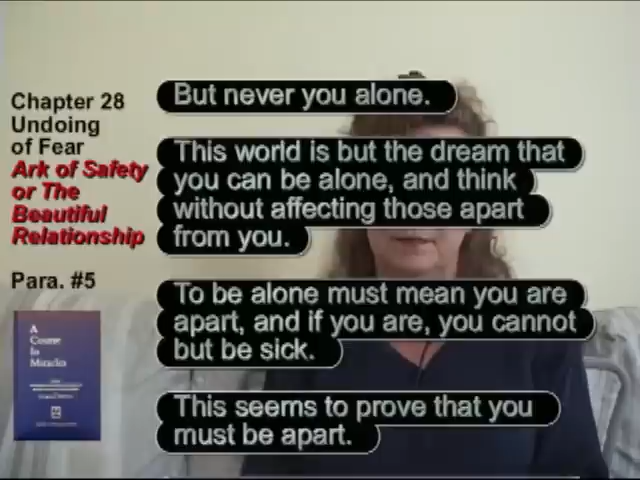 Chapter 28
Undoing
of Fear
Ark of Safety
or The
Beautiful
Relationship
Para. #5
A
Course
In
Miracles
But never you alone.
This world is but the dream that
you can be alone, and think
without affecting those apart
from you.
To be alone must mean you are
apart, and if you are, you cannot
but be sick.
This seems to prove that you
must be apart.